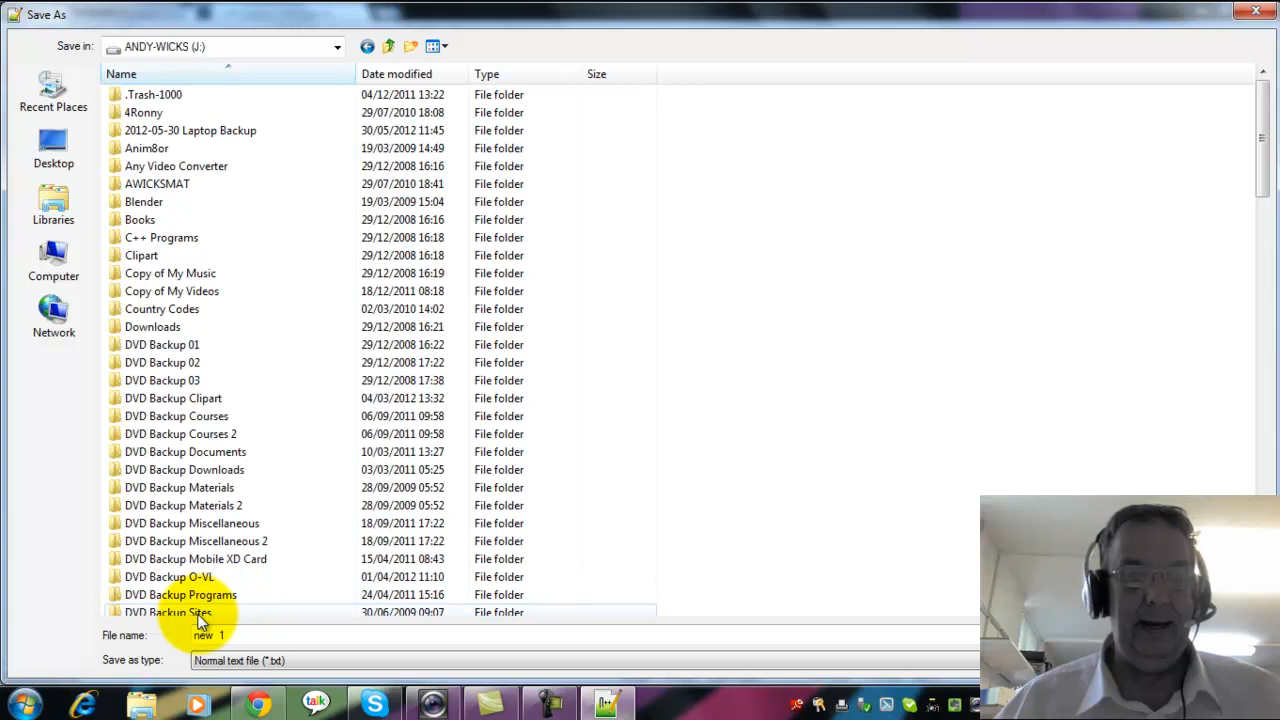 Save As
Save in: ANDY-WICKS (J:)
Name Date modified Type Size
Recent Places
Desktop
Libraries
Computer
Network
.Trash-1000 04/12/2011 13:22 File folder
4Ronny 29/07/2010 18:08 File folder
2012-05-30 Laptop Backup 30/05/2012 11:45 File folder
Anim8or 19/03/2009 14:49 File folder
Any Video Converter 29/12/2008 16:16 File folder
AWICKSMAT 29/07/2010 18:41 File folder
Blender 19/03/2009 15:04 File folder
Books 29/12/2008 16:16 File folder
C++ Programs 29/12/2008 16:18 File folder
Clipart 29/12/2008 16:18 File folder
Copy of My Music 29/12/2008 16:19 File folder
Copy of My Videos 18/12/2011 08:18 File folder
Country Codes 02/03/2010 14:02 File folder
Downloads 29/12/2008 16:21 File folder
DVD Backup 01 29/12/2008 16:22 File folder
DVD Backup 02 29/12/2008 17:22 File folder
DVD Backup 03 29/12/2008 17:38 File folder
DVD Backup Clipart 04/03/2012 13:32 File folder
DVD Backup Courses 06/09/2011 09:58 File folder
DVD Backup Courses 2 06/09/2011 09:58 File folder
DVD Backup Documents 10/03/2011 13:27 File folder
DVD Backup Downloads 03/03/2011 05:25 File folder
DVD Backup Materials 28/09/2009 05:52 File folder
DVD Backup Materials 2 28/09/2009 05:52 File folder
DVD Backup Miscellaneous 18/09/2011 17:22 File folder
DVD Backup Miscellaneous 2 18/09/2011 17:22 File folder
DVD Backup Mobile XD Card 15/04/2011 08:43 File folder
DVD Backup O-VL 01/04/2012 11:10 File folder
DVD Backup Programs 24/04/2011 15:16 File folder
DVD Backup Sites 30/06/2009 09:07 File folder
File name: new 1
Save as type: Normal text file (*.txt)
talk